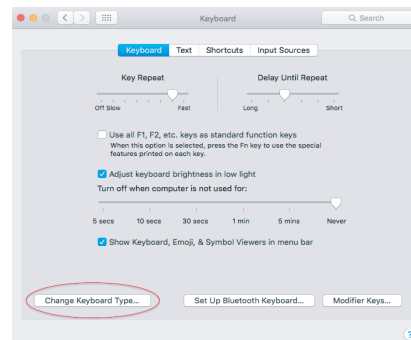 Keyboard
Search
Keyboard Text Shortcuts Input Sources
Key Repeat Delay Until Repeat
Off Slow Fast Long Short
Use all F1, F2, etc. keys as standard function keys
When this option is selected, press the Fn key to use the special
features printed on each key.
Adjust keyboard brightness in low light
Turn off when computer is not used for:
5 secs 10 secs 30 secs 1 min 5 mins Never
Show Keyboard, Emoji, & Symbol Viewers in menu bar
Change Keyboard Type... Set Up Bluetooth Keyboard... Modifier Keys...
?